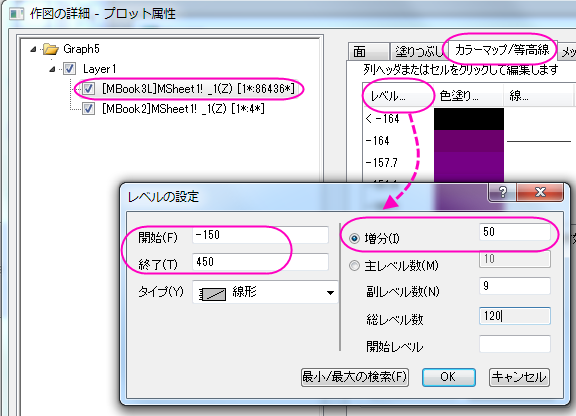 作図の詳細 - プロット属性
Graph5
Layer1
[MBook3L]MSheet1! _1(Z) [1*:86436*]
[MBook2]MSheet1! _1(Z) [1*:4*]
面 塗りつぶし カラーマップ/等高線
列ヘッダまたはセルをクリックして編集します
レベル... 色塗り... 線...
< -164
-164
-157.7
レベルの設定
開始(F) -150
終了(T) 450
タイプ(Y) 線形
増分(I) 50
主レベル数(M) 10
副レベル数(N) 9
総レベル数 120
開始レベル
最小/最大の検索(F) OK キャンセル